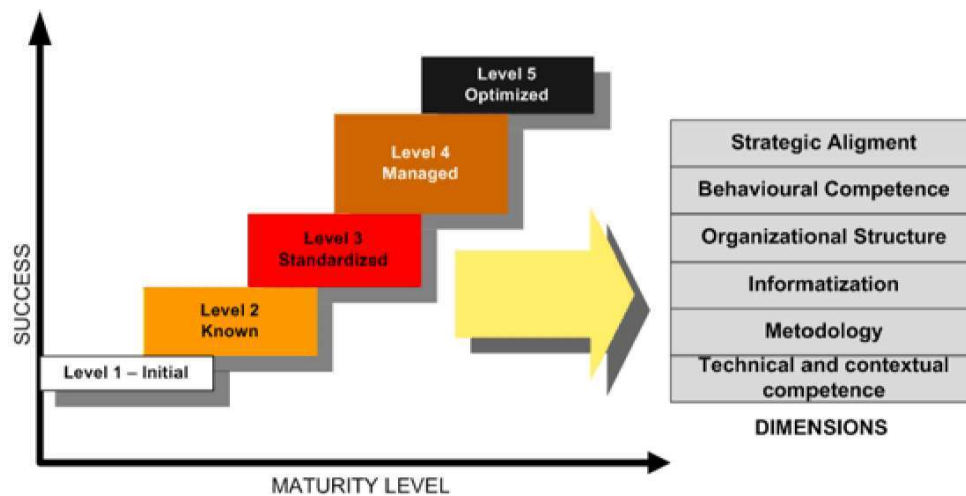 SUCCESS
Level 5
Optimized
Level 4
Managed
Level 3
Standardized
Level 2
Known
Level 1 – Initial
MATURITY LEVEL
Strategic Aligment
Behavioural Competence
Organizational Structure
Informatization
Metodology
Technical and contextual
competence
DIMENSIONS